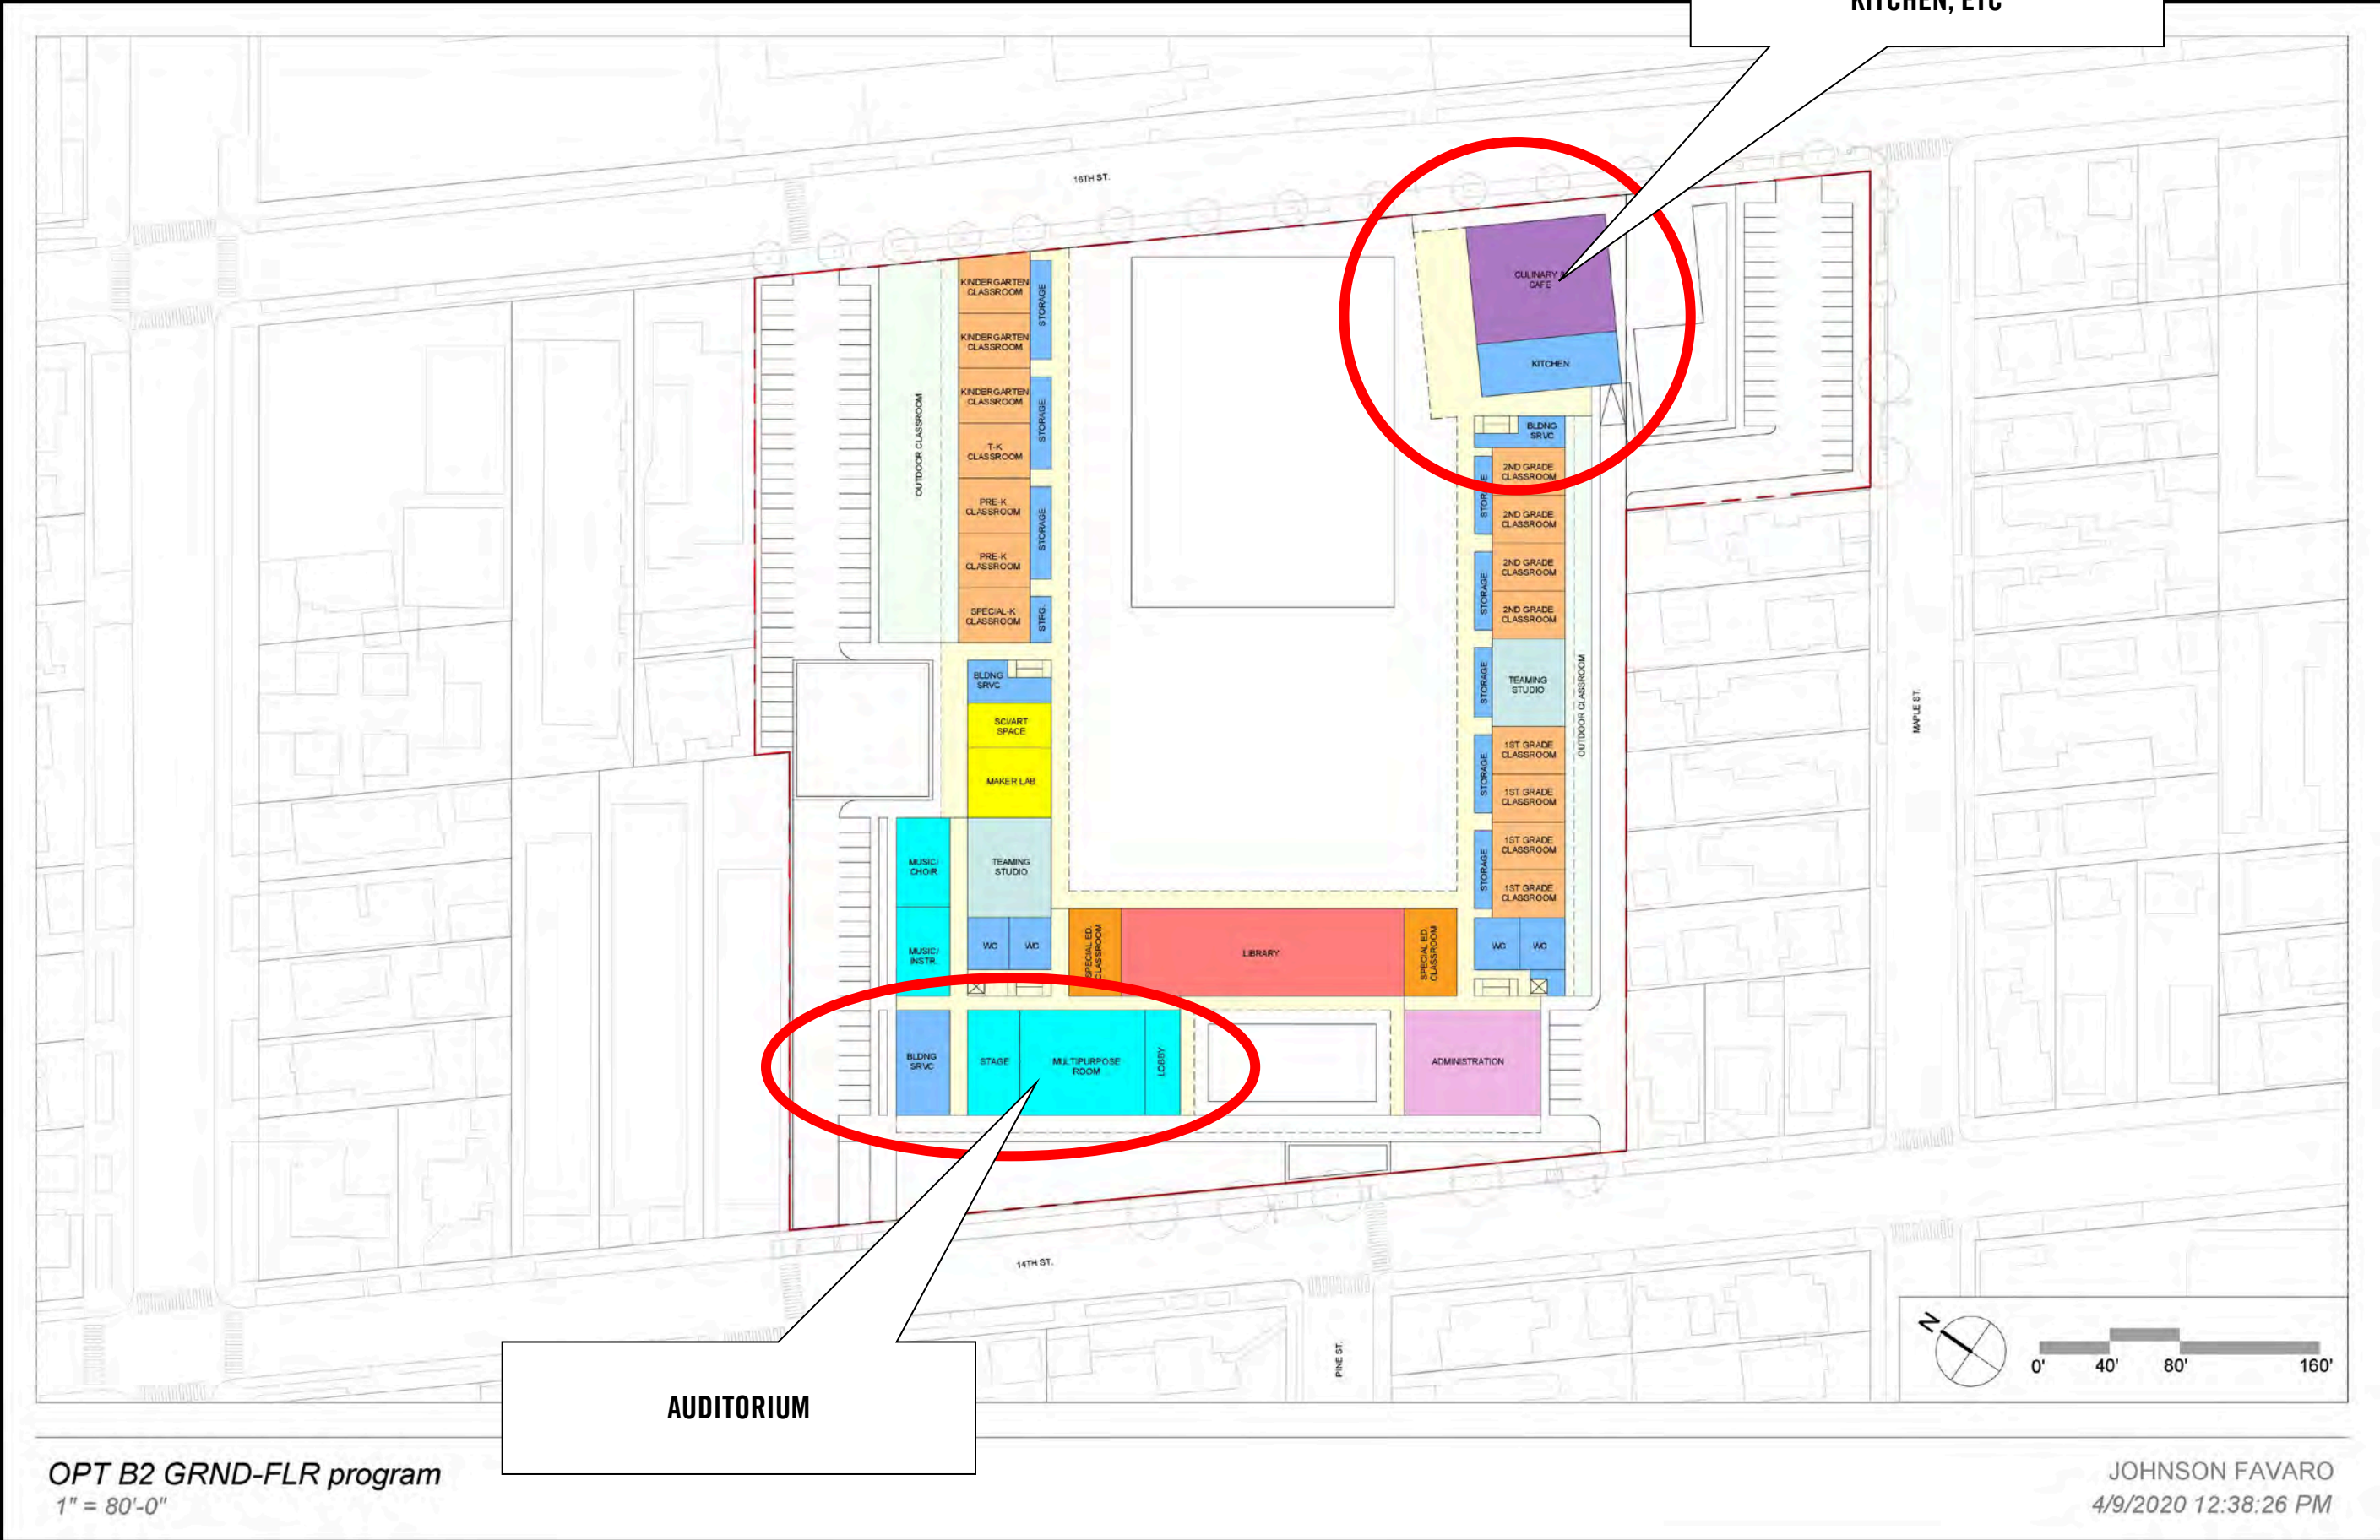 KITCHEN, ETC
16TH ST.
CULINARY &
CAFE
KITCHEN
KINDERGARTEN
CLASSROOM
STORAGE
KINDERGARTEN
CLASSROOM
KINDERGARTEN
CLASSROOM
STORAGE
T-K
CLASSROOM
OUTDOOR CLASSROOM
PRE-K
CLASSROOM
STORAGE
PRE-K
CLASSROOM
SPECIAL-K
CLASSROOM
STRG.
BLDNG
SRVC
2ND GRADE
CLASSROOM
STORAGE
2ND GRADE
CLASSROOM
2ND GRADE
CLASSROOM
STORAGE
2ND GRADE
CLASSROOM
TEAMING
STUDIO
STORAGE
OUTDOOR CLASSROOM
1ST GRADE
CLASSROOM
STORAGE
1ST GRADE
CLASSROOM
1ST GRADE
CLASSROOM
STORAGE
1ST GRADE
CLASSROOM
MAPLE ST.
BLDNG
SRVC
SCI/ART
SPACE
MAKER LAB
MUSIC/
CHOIR
TEAMING
STUDIO
MUSIC/
INSTR.
WC
WC
SPECIAL ED.
CLASSROOM
LIBRARY
SPECIAL ED.
CLASSROOM
WC
WC
BLDNG
SRVC
STAGE
MULTIPURPOSE
ROOM
LOBBY
ADMINISTRATION
14TH ST.
PINE ST.
N
0' 40' 80' 160'
AUDITORIUM
OPT B2 GRND-FLR program
1" = 80'-0"
JOHNSON FAVARO
4/9/2020 12:38:26 PM